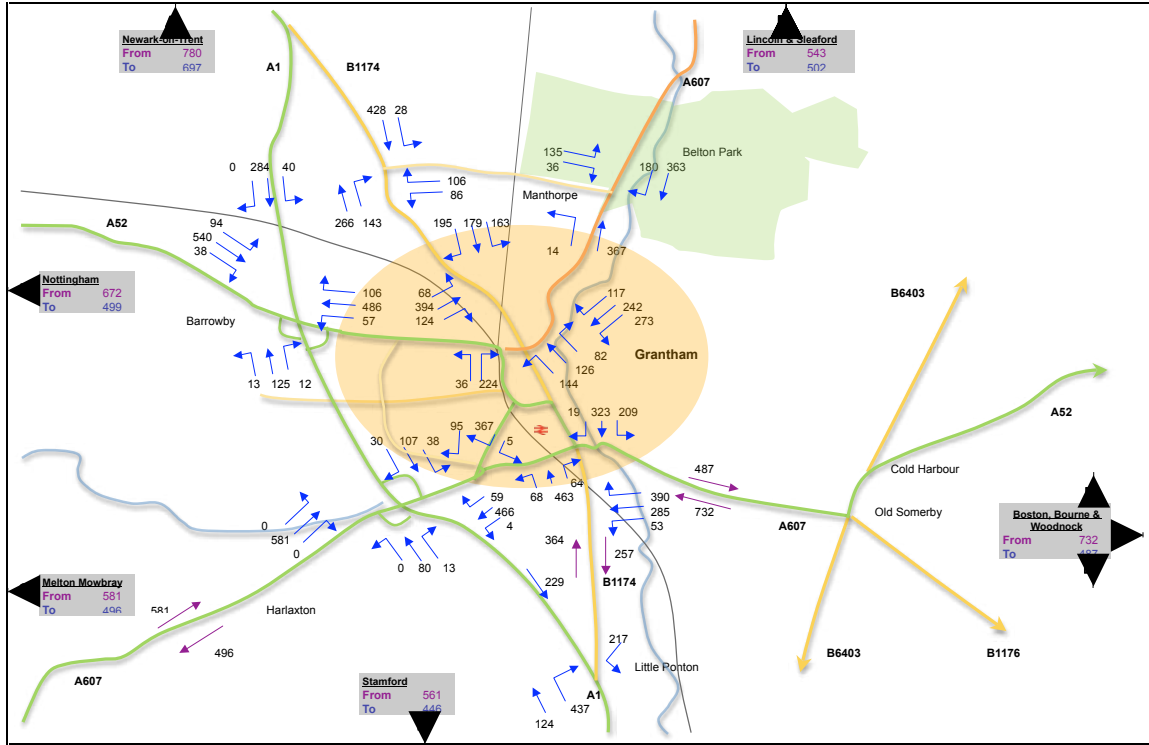 Newark-on-Trent
From 780
To 697
Lincoln & Sleaford
From 543
To 502
A1
B1174
A607
428 28
Belton Park
135
36
180 363
0 284 40
106
86
Manthorpe
266 143
195 179 163
A52
94
540
38
14
367
Nottingham
From 672
To 499
106
486
57
68
394
124
117
242
273
B6403
Barrowby
82
Grantham
126
144
13 125 12
36 224
A52
19 323 209
95 367 5
30 107 38
Cold Harbour
487
64
59
466
4
68 463
390
285
53
732
Old Somerby
Boston, Bourne &
Woodnock
From 732
To 487
0
581
0
A607
364
257
0 80 13
Melton Mowbray
From 581
To 496
229
B1174
581
Harlaxton
496
217
Little Ponton
B6403
B1176
A607
Stamford
From 561
To 446
A1
437
124